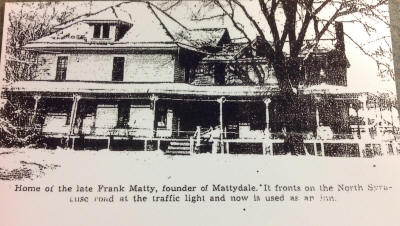 Home of the late Frank Matty, founder of Mattydale. It fronts on the North Syra-
cuse road at the traffic light and now is used as an inn.